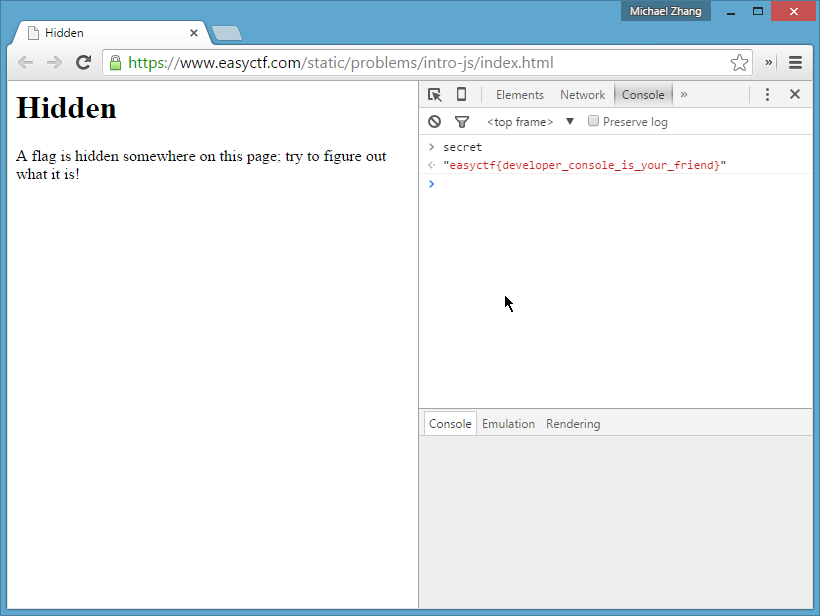 Michael Zhang
Hidden
https://www.easyctf.com/static/problems/intro-js/index.html
»
Hidden
A flag is hidden somewhere on this page; try to figure out
what it is!
Elements Network Console »
<top frame> ▼ Preserve log
> secret
"easyctf{developer_console_is_your_friend}"
>
Console Emulation Rendering